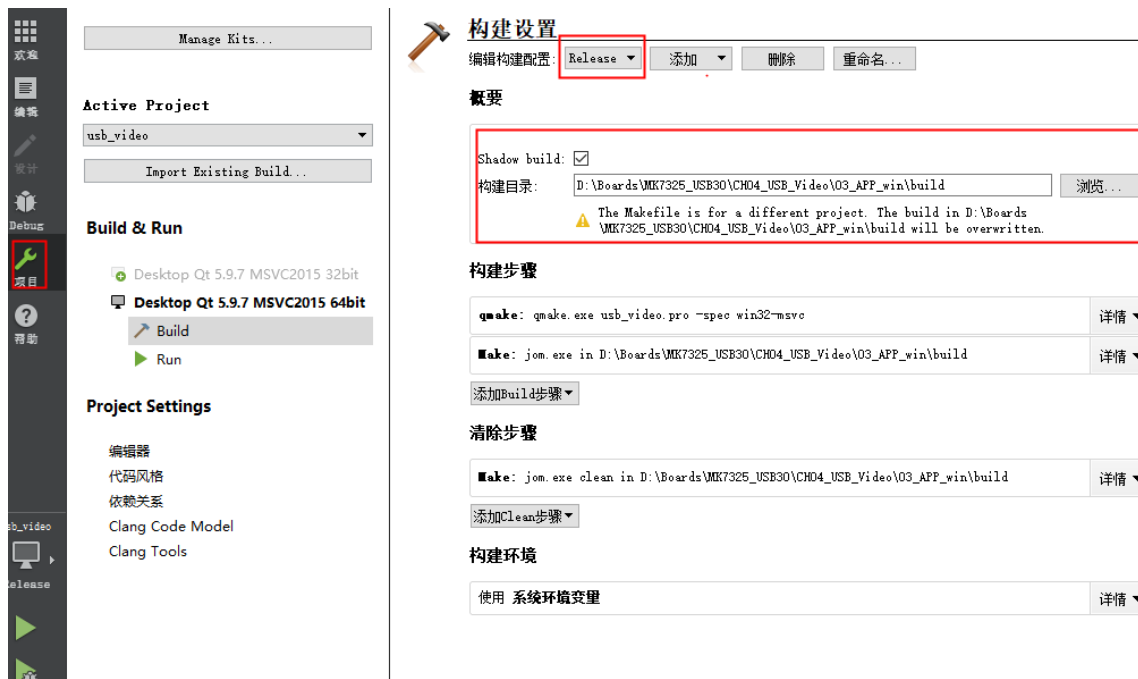 欢迎
编辑
设计
Debug
项目
帮助
sb_video
Release
Manage Kits...
Active Project
usb_video
Import Existing Build...
Build & Run
Desktop Qt 5.9.7 MSVC2015 32bit
Desktop Qt 5.9.7 MSVC2015 64bit
Build
Run
Project Settings
编辑器
代码风格
依赖关系
Clang Code Model
Clang Tools
构建设置
编辑构建配置: Release 添加 删除 重命名...
概要
Shadow build:
构建目录: D:\Boards\MK7325_USB30\CH04_USB_Video\03_APP_win\build 浏览...
The Makefile is for a different project. The build in D:\Boards
\MK7325_USB30\CH04_USB_Video\03_APP_win\build will be overwritten.
构建步骤
qmake: qmake.exe usb_video.pro -spec win32-msvc 详情
Make: jom.exe in D:\Boards\MK7325_USB30\CH04_USB_Video\03_APP_win\build 详情
添加Build步骤
清除步骤
Make: jom.exe clean in D:\Boards\MK7325_USB30\CH04_USB_Video\03_APP_win\build 详情
添加Clean步骤
构建环境
使用 系统环境变量 详情